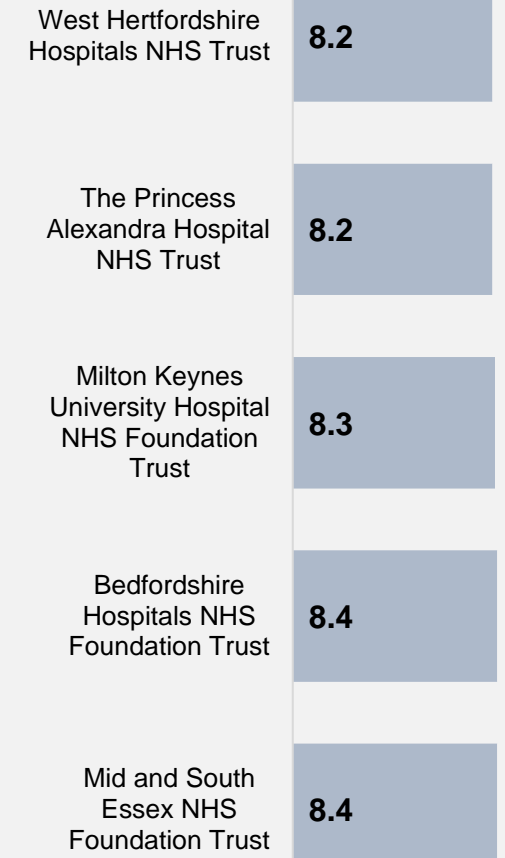 West Hertfordshire
Hospitals NHS Trust
8.2
The Princess
Alexandra Hospital
NHS Trust
8.2
Milton Keynes
University Hospital
NHS Foundation
Trust
8.3
Bedfordshire
Hospitals NHS
Foundation Trust
8.4
Mid and South
Essex NHS
Foundation Trust
8.4